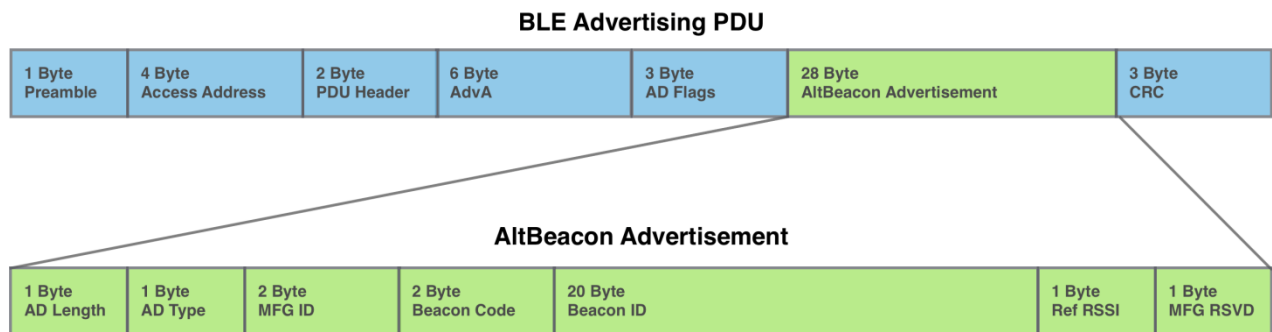 BLE Advertising PDU
1 Byte
Preamble
4 Byte
Access Address
2 Byte
PDU Header
6 Byte
AdvA
3 Byte
AD Flags
28 Byte
AltBeacon Advertisement
3 Byte
CRC
AltBeacon Advertisement
1 Byte
AD Length
1 Byte
AD Type
2 Byte
MFG ID
2 Byte
Beacon Code
20 Byte
Beacon ID
1 Byte
Ref RSSI
1 Byte
MFG RSVD